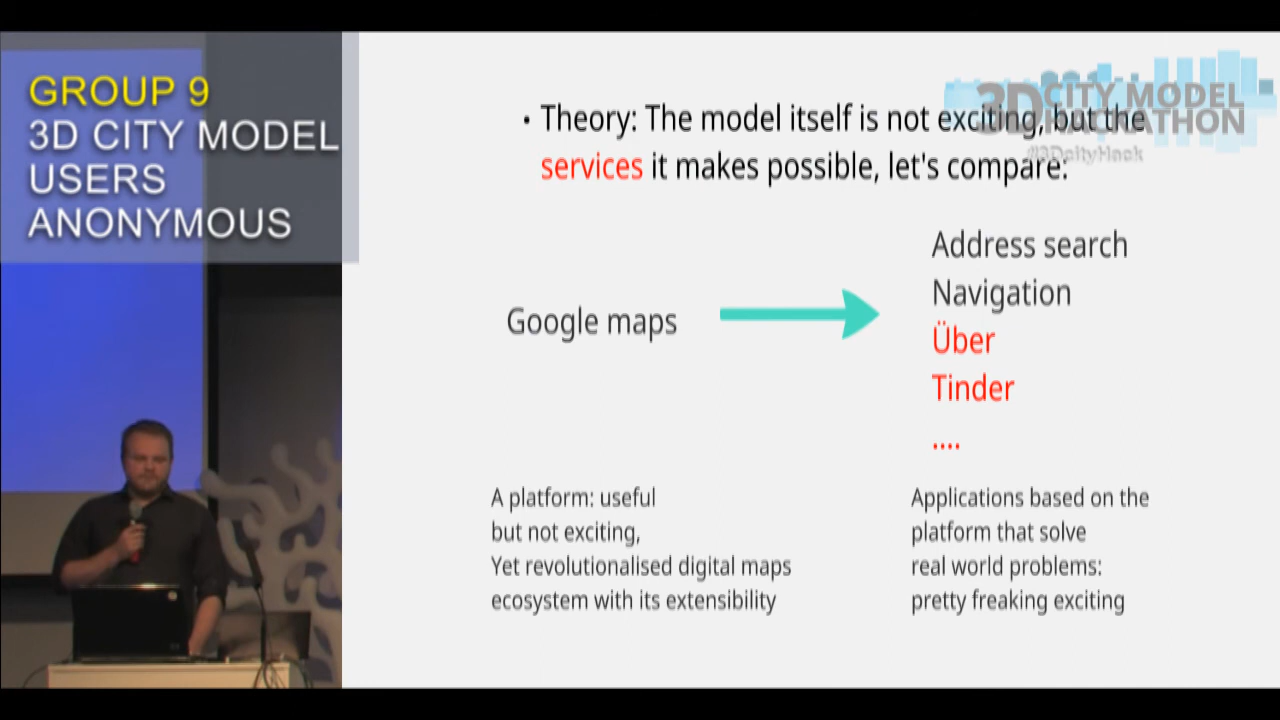 GROUP 9
3D CITY MODEL
USERS
ANONYMOUS
3D CITY MODEL
HACKATHON
#3DcityHack
• Theory: The model itself is not exciting, but the
services it makes possible, let's compare:
Google maps
Address search
Navigation
Über
Tinder
....
A platform: useful
but not exciting,
Yet revolutionalised digital maps
ecosystem with its extensibility
Applications based on the
platform that solve
real world problems:
pretty freaking exciting